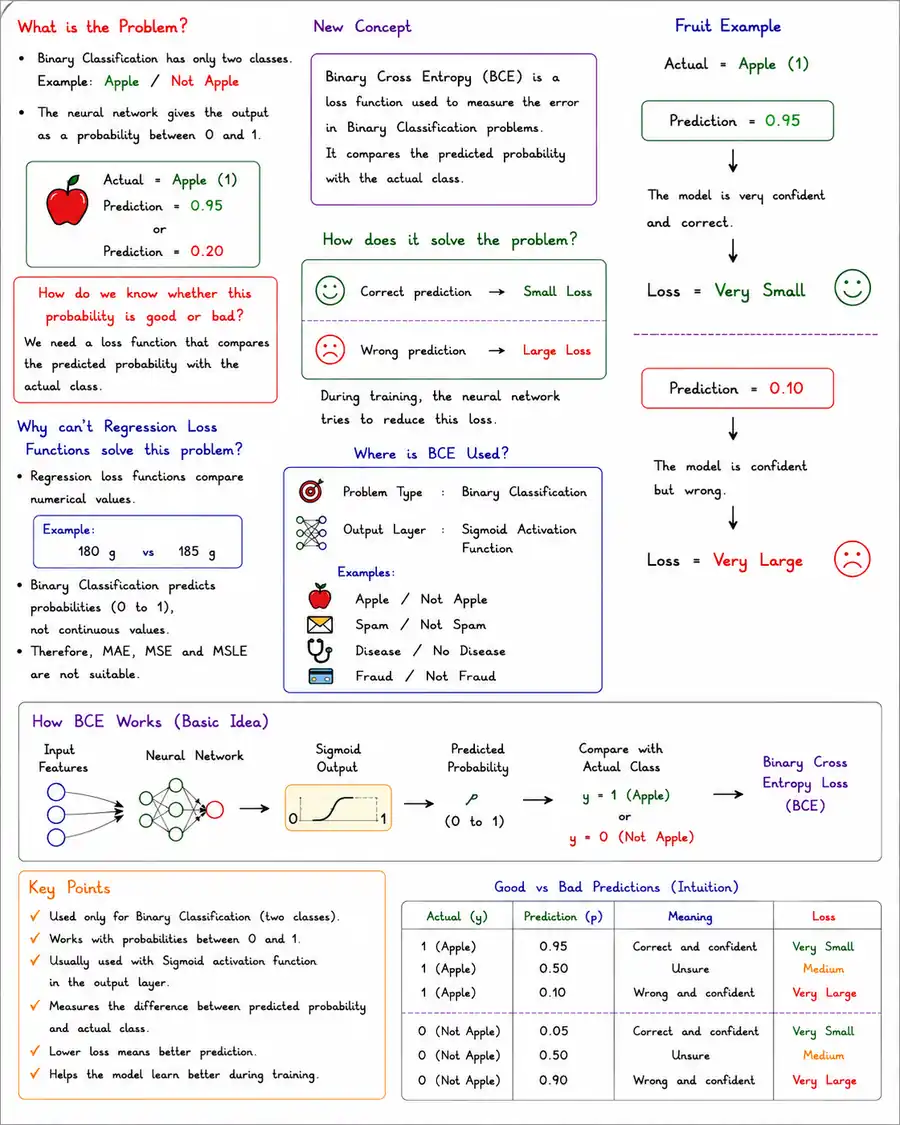 What is the Problem?
• Binary Classification has only two classes.
Example: Apple / Not Apple
• The neural network gives the output
as a probability between 0 and 1.
Actual = Apple (1)
Prediction = 0.95
or
Prediction = 0.20
How do we know whether this
probability is good or bad?
We need a loss function that compares
the predicted probability with the
actual class.
Why can't Regression Loss
Functions solve this problem?
• Regression loss functions compare
numerical values.
Example:
180 g vs 185 g
• Binary Classification predicts
probabilities (0 to 1),
not continuous values.
• Therefore, MAE, MSE and MSLE
are not suitable.
New Concept
Binary Cross Entropy (BCE) is a
loss function used to measure the error
in Binary Classification problems.
It compares the predicted probability
with the actual class.
How does it solve the problem?
Correct prediction → Small Loss
Wrong prediction → Large Loss
During training, the neural network
tries to reduce this loss.
Where is BCE Used?
Problem Type : Binary Classification
Output Layer : Sigmoid Activation
Function
Examples:
Apple / Not Apple
Spam / Not Spam
Disease / No Disease
Fraud / Not Fraud
Fruit Example
Actual = Apple (1)
Prediction = 0.95
The model is very confident
and correct.
Loss = Very Small
Prediction = 0.10
The model is confident
but wrong.
Loss = Very Large
How BCE Works (Basic Idea)
Input
Features
Neural Network
Sigmoid
Output
0 1
Predicted
Probability
p
(0 to 1)
Compare with
Actual Class
y = 1 (Apple)
or
y = 0 (Not Apple)
Binary Cross
Entropy Loss
(BCE)
Key Points
✓ Used only for Binary Classification (two classes).
✓ Works with probabilities between 0 and 1.
✓ Usually used with Sigmoid activation function
in the output layer.
✓ Measures the difference between predicted probability
and actual class.
✓ Lower loss means better prediction.
✓ Helps the model learn better during training.
Good vs Bad Predictions (Intuition)
Actual (y) Prediction (p) Meaning Loss
1 (Apple) 0.95 Correct and confident Very Small
1 (Apple) 0.50 Unsure Medium
1 (Apple) 0.10 Wrong and confident Very Large
0 (Not Apple) 0.05 Correct and confident Very Small
0 (Not Apple) 0.50 Unsure Medium
0 (Not Apple) 0.90 Wrong and confident Very Large